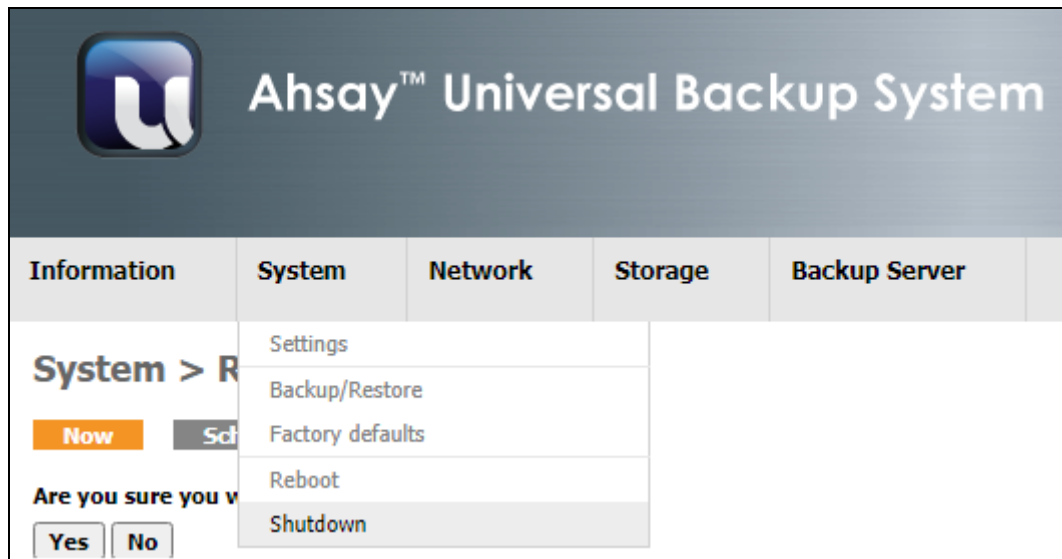 Ahsay™ Universal Backup System
Information System Network Storage Backup Server
Settings
System > R
Backup/Restore
Now Sch
Factory defaults
Reboot
Are you sure you w
Shutdown
Yes No